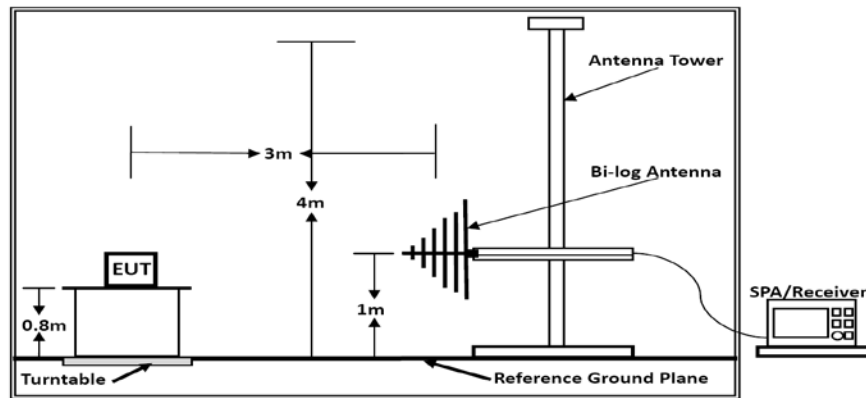 Antenna Tower
3m
Bi-log Antenna
4m
EUT
SPA/Receiver
0.8m
1m
Turntable
Reference Ground Plane